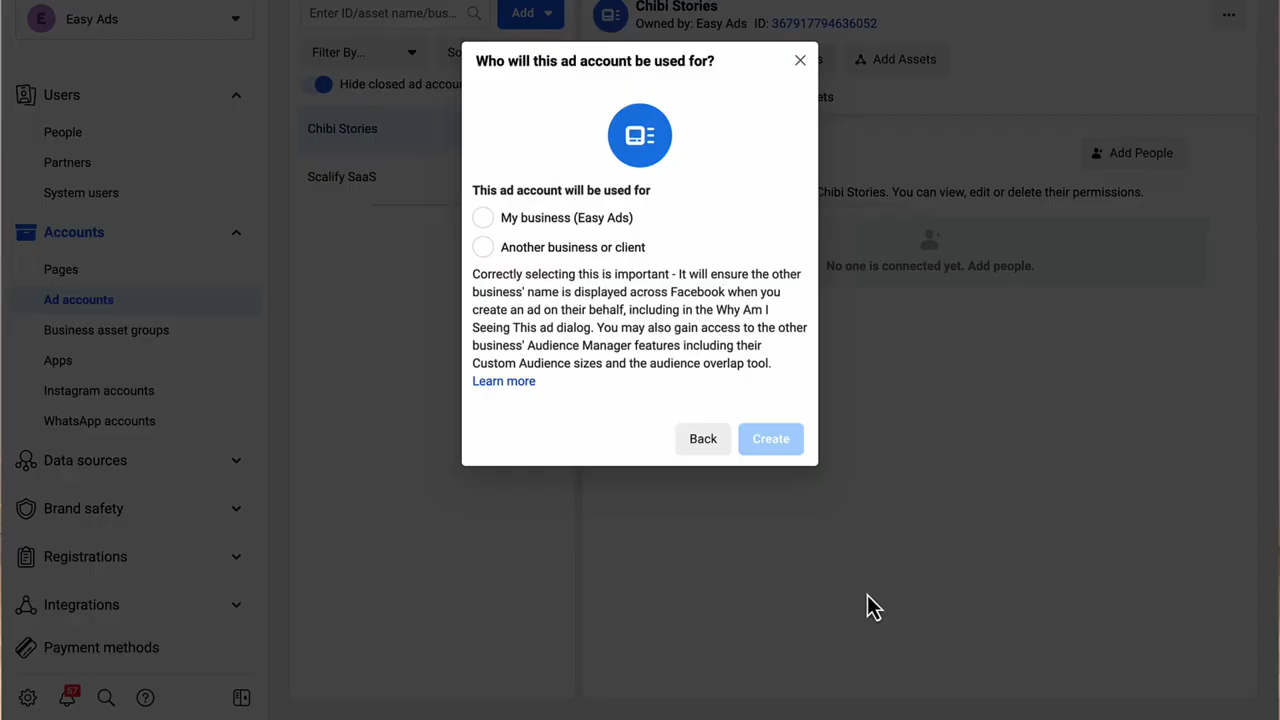 E
Easy Ads
Users
People
Partners
System users
Accounts
Pages
Ad accounts
Business asset groups
Apps
Instagram accounts
WhatsApp accounts
Data sources
Brand safety
Registrations
Integrations
Payment methods
57
Enter ID/asset name/bus...
Add
Filter By...
So
Hide closed ad accou
Chibi Stories
Scalify SaaS
Chibi Stories
Owned by: Easy Ads ID: 367917794636052
Add Assets
Add People
Chibi Stories. You can view, edit or delete their permissions.
No one is connected yet. Add people.
Who will this ad account be used for?
This ad account will be used for
My business (Easy Ads)
Another business or client
Correctly selecting this is important - It will ensure the other
business' name is displayed across Facebook when you
create an ad on their behalf, including in the Why Am I
Seeing This ad dialog. You may also gain access to the other
business' Audience Manager features including their
Custom Audience sizes and the audience overlap tool.
Learn more
Back
Create